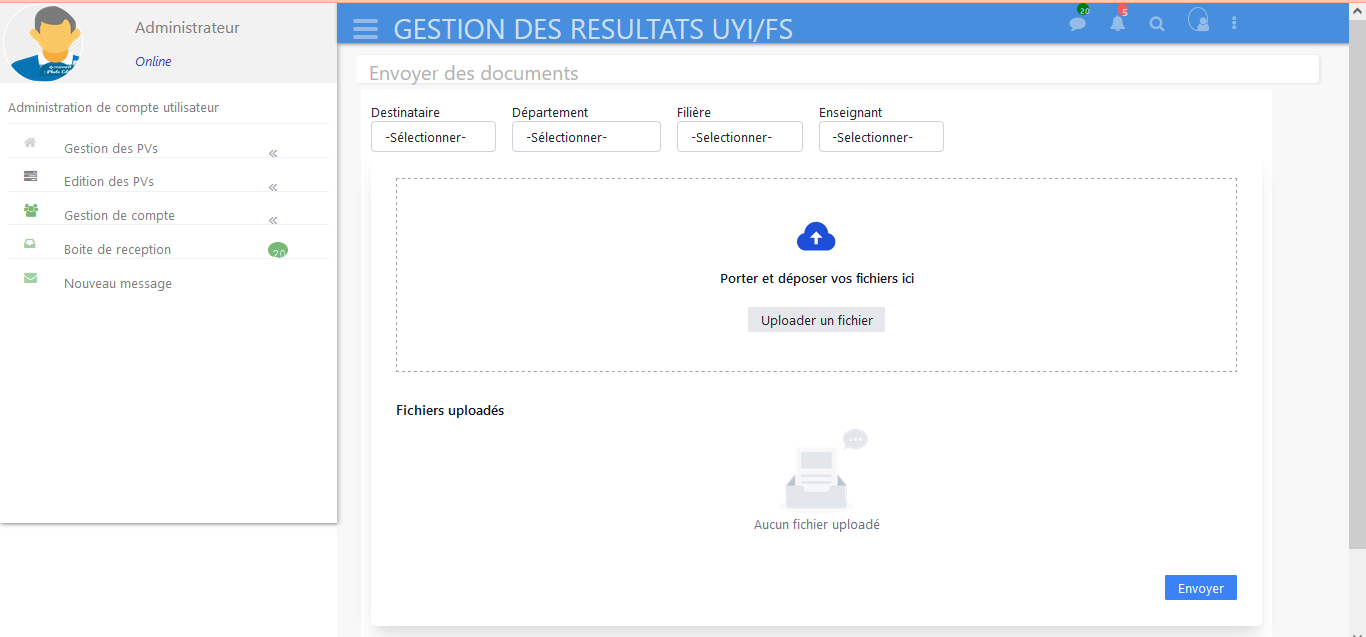 Administrateur
Online
Administration de compte utilisateur
Gestion des PVs
Edition des PVs
Gestion de compte
Boite de reception
20
Nouveau message
GESTION DES RESULTATS UYI/FS
20
5
Envoyer des documents
Destinataire
Département
Filière
Enseignant
-Sélectionner-
-Sélectionner-
-Selectionner-
-Selectionner-
Porter et déposer vos fichiers ici
Uploader un fichier
Fichiers uploadés
Aucun fichier uploadé
Envoyer